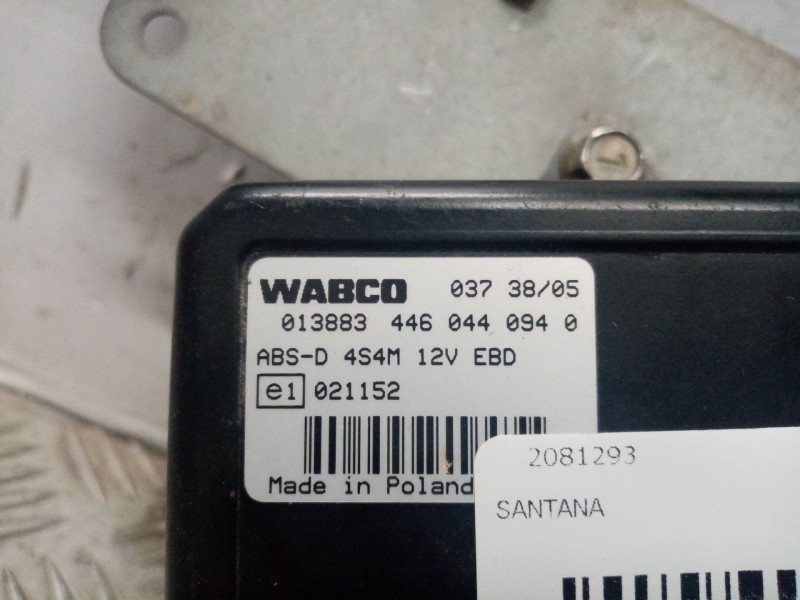 WABCO 037 38/05
013883 446 044 094 0
ABS-D 4S4M 12V EBD
e1 021152
Made in Poland
2081293
SANTANA